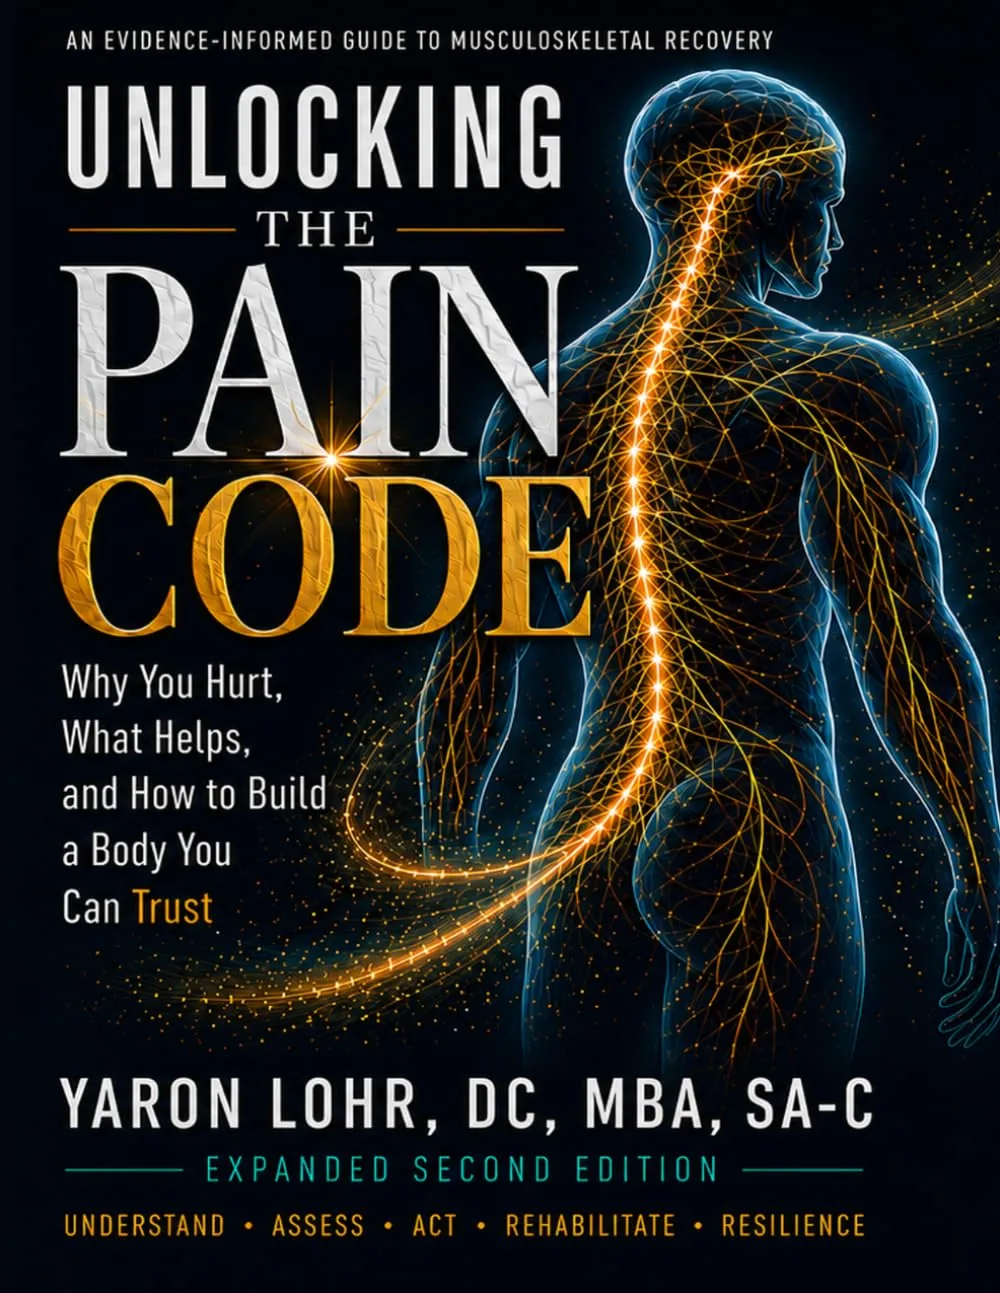 AN EVIDENCE-INFORMED GUIDE TO MUSCULOSKELETAL RECOVERY
UNLOCKING
THE
PAIN
CODE
Why You Hurt,
What Helps,
and How to Build
a Body You
Can Trust
YARON LOHR, DC, MBA, SA-C
EXPANDED SECOND EDITION
UNDERSTAND • ASSESS • ACT • REHABILITATE • RESILIENCE